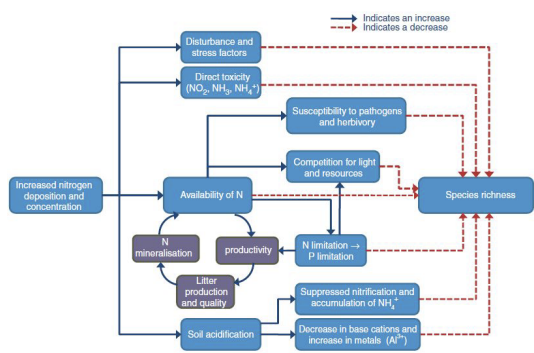 Indicates an increase
Indicates a decrease
Disturbance and
stress factors
Direct toxicity
(NO₂, NH₃, NH₄⁺)
Susceptibility to pathogens
and herbivory
Competition for light
and resources
Increased nitrogen
deposition and
concentration
Availability of N
Species richness
N
mineralisation
productivity
N limitation →
P limitation
Litter
production
and quality
Suppressed nitrification and
accumulation of NH₄⁺
Soil acidification
Decrease in base cations and
increase in metals (Al³⁺)